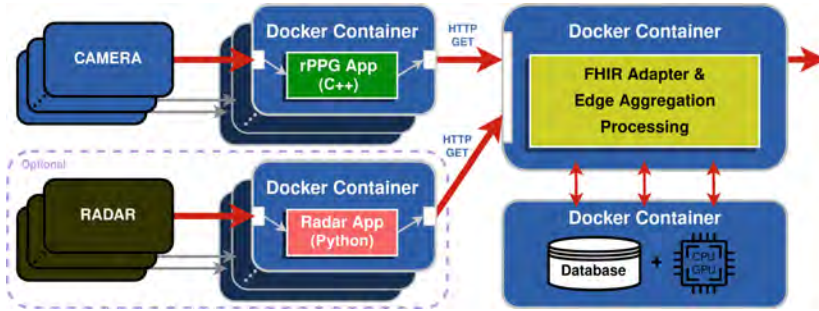 CAMERA
Docker Container
rPPG App
(C++)
HTTP
GET
Docker Container
FHIR Adapter &
Edge Aggregation
Processing
Optional
RADAR
Docker Container
Radar App
(Python)
HTTP
GET
Docker Container
Database
+
CPU
GPU